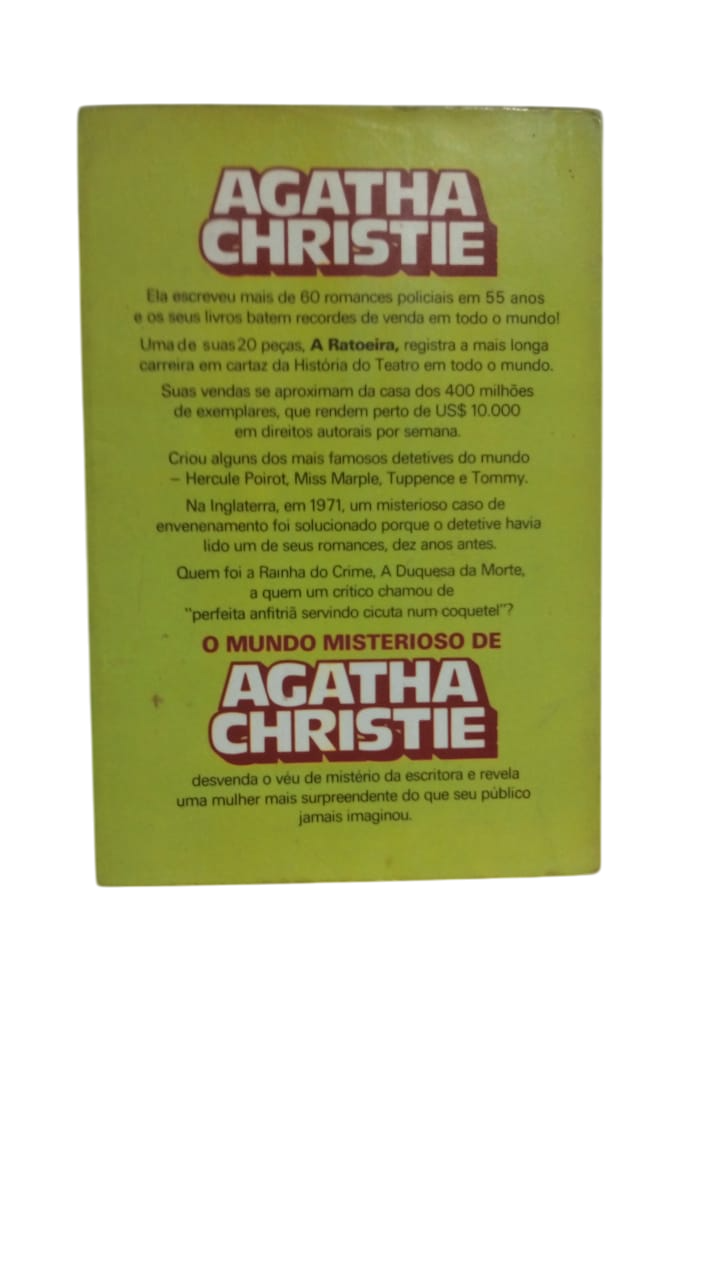 AGATHA
CHRISTIE
Ela escreveu mais de 60 romances policiais em 55 anos
e os seus livros batem recordes de venda em todo o mundo!
Uma de suas 20 peças, A Ratoeira, registra a mais longa
carreira em cartaz da História do Teatro em todo o mundo.
Suas vendas se aproximam da casa dos 400 milhões
de exemplares, que rendem perto de US$ 10.000
em direitos autorais por semana.
Criou alguns dos mais famosos detetives do mundo
– Hercule Poirot, Miss Marple, Tuppence e Tommy.
Na Inglaterra, em 1971, um misterioso caso de
envenenamento foi solucionado porque o detetive havia
lido um de seus romances, dez anos antes.
Quem foi a Rainha do Crime, A Duquesa da Morte,
a quem um crítico chamou de
"perfeita anfitriã servindo cicuta num coquetel"?
O MUNDO MISTERIOSO DE
AGATHA
CHRISTIE
desvenda o véu de mistério da escritora e revela
uma mulher mais surpreendente do que seu público
jamais imaginou.